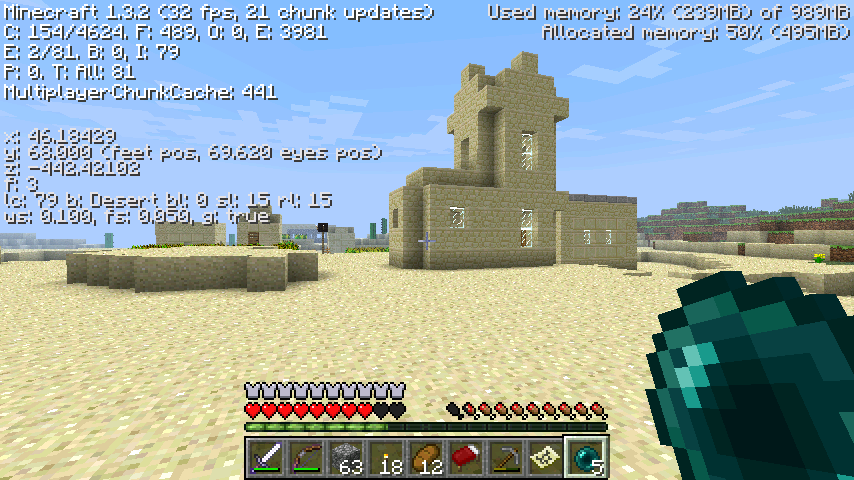 Minecraft 1.3.2 (32 fps, 21 chunk updates)
C: 154/4624, F: 489, O: 0, E: 3981
E: 2/81. B: 0, I: 79
P: 0, T: All: 81
MultiplayerChunkCache: 441
x: 46.18429
y: 68.000 (feet pos, 69.620 eyes pos)
z: -442.42102
f: 3
lc: 79 b: Desert bl: 0 sl: 15 rl: 15
ws: 0.100, fs: 0.050, g: true
Used memory: 24% (239MB) of 989MB
Allocated memory: 50% (495MB)
63 18 12 5